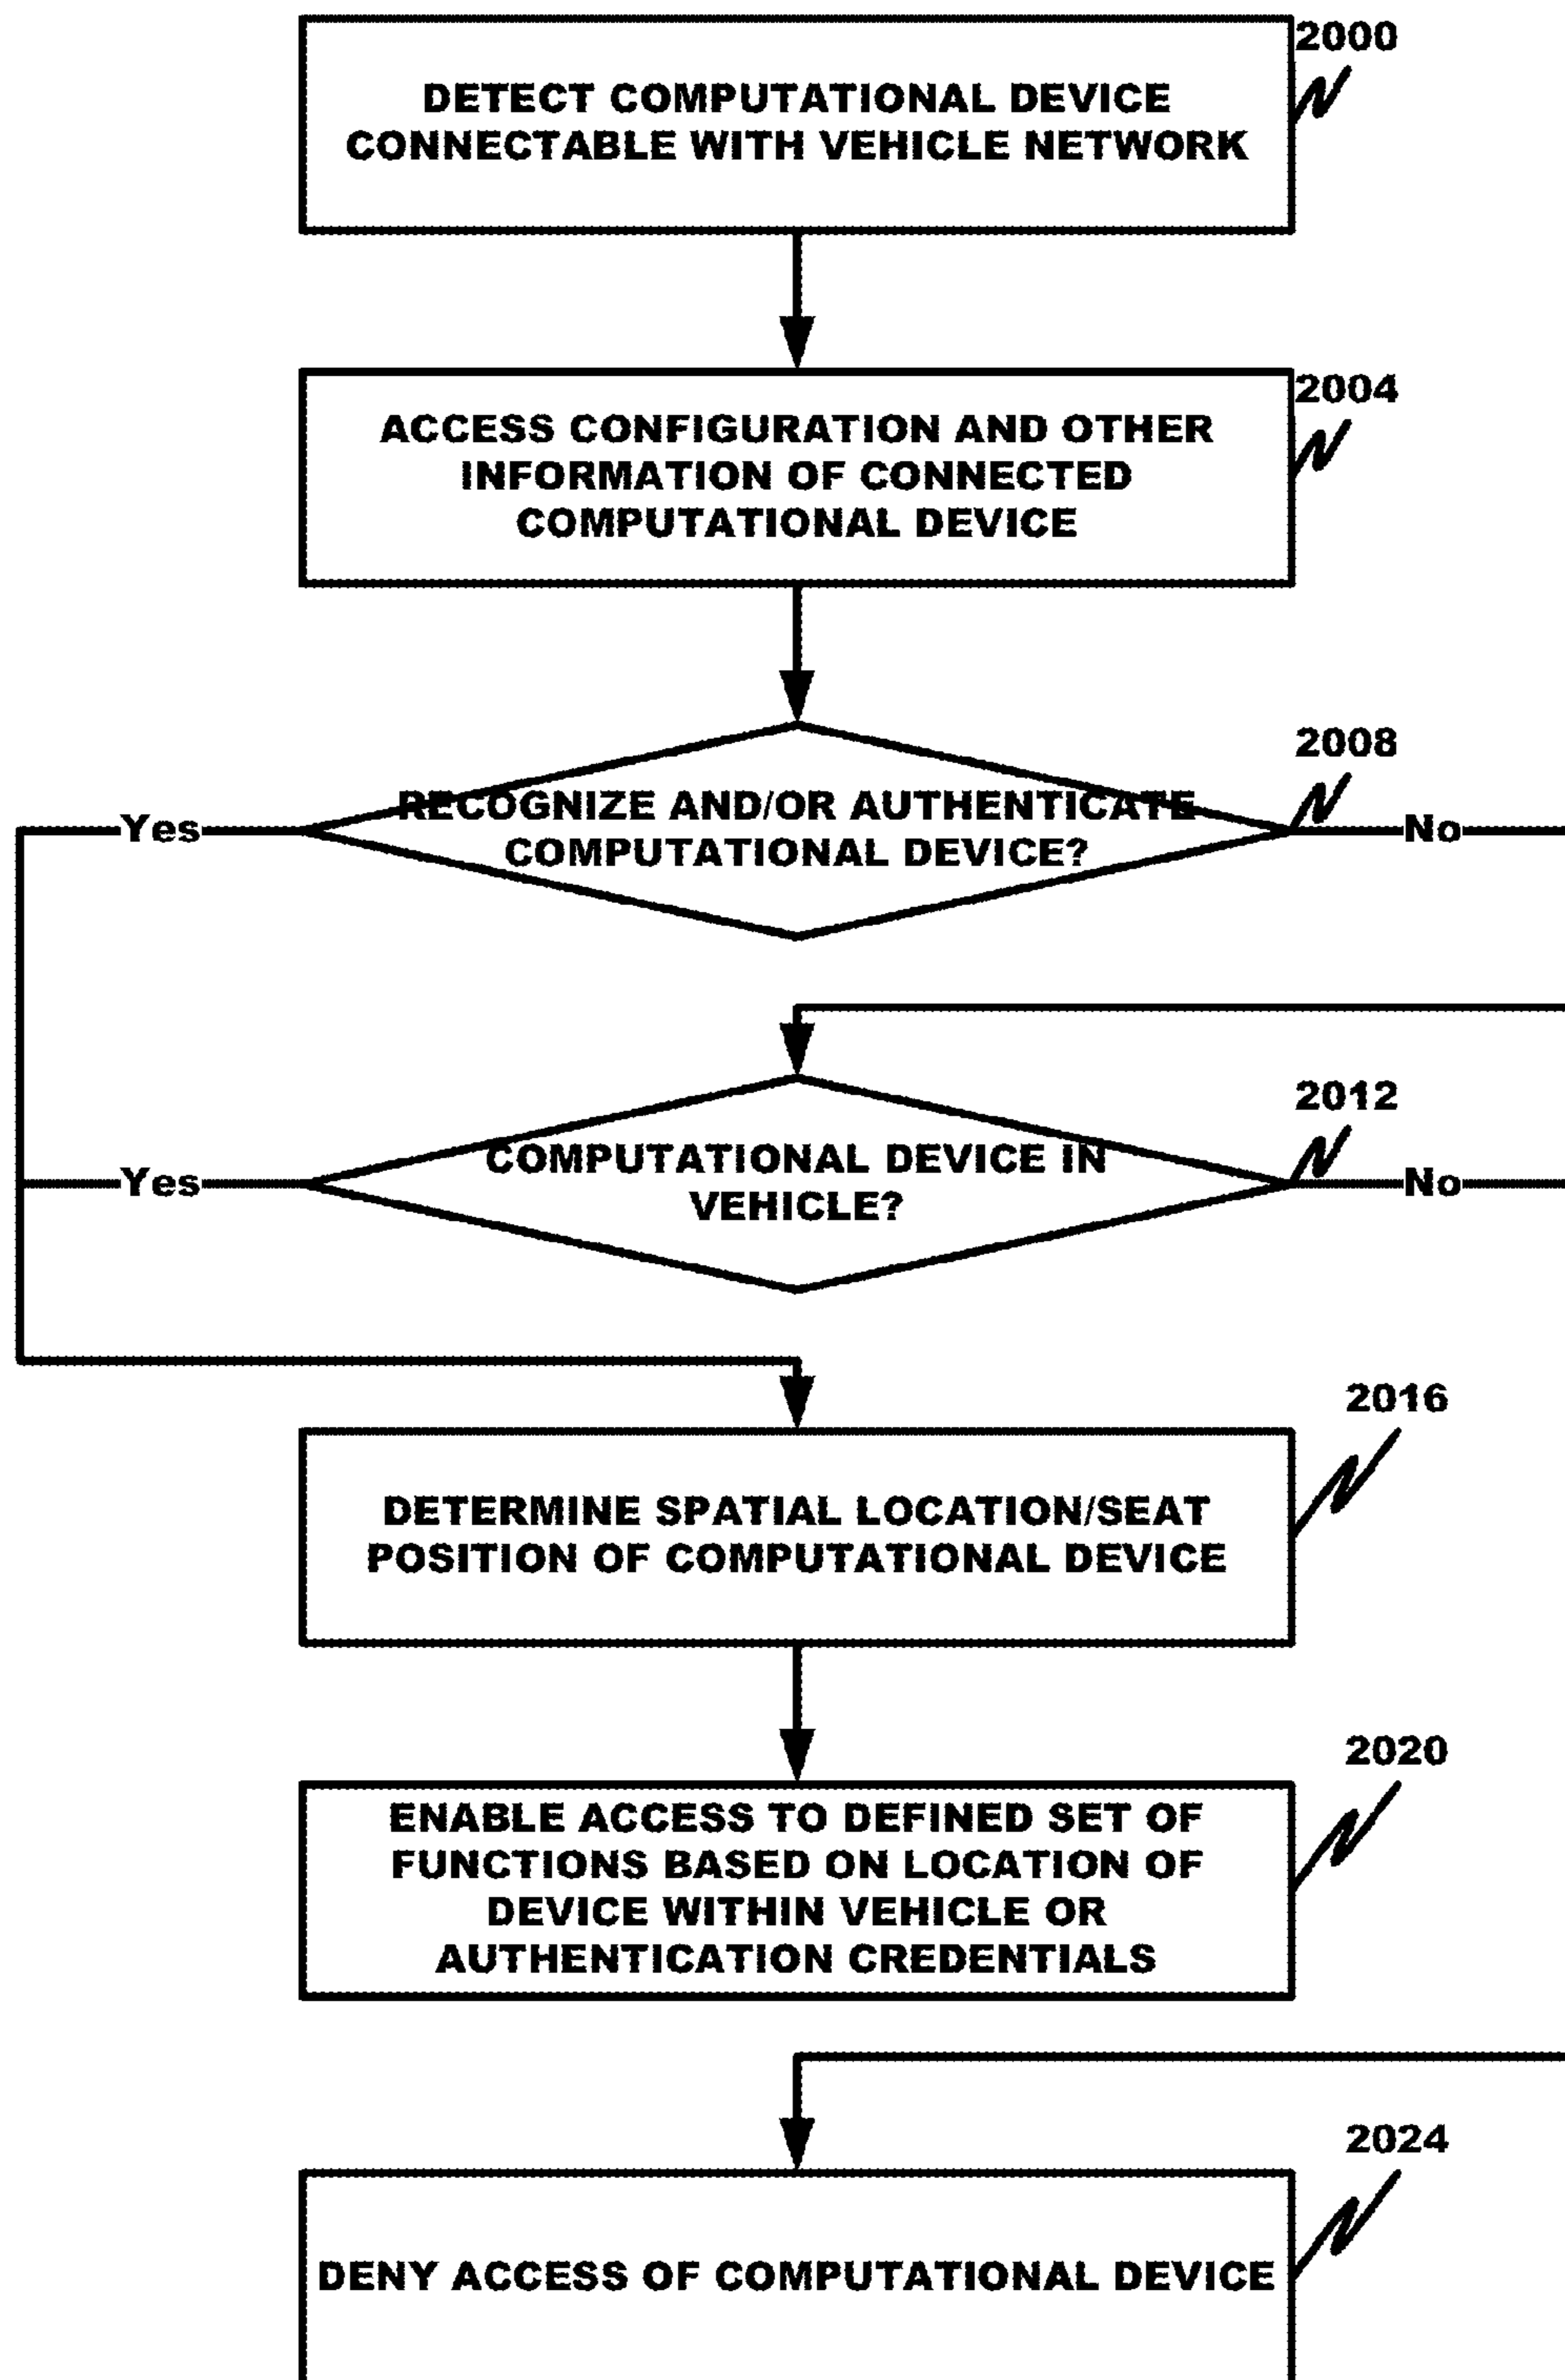 2000
DETECT COMPUTATIONAL DEVICE
CONNECTABLE WITH VEHICLE NETWORK
2004
ACCESS CONFIGURATION AND OTHER
INFORMATION OF CONNECTED
COMPUTATIONAL DEVICE
2008
RECOGNIZE AND/OR AUTHENTICATE
COMPUTATIONAL DEVICE?
Yes
No
2012
COMPUTATIONAL DEVICE IN
VEHICLE?
Yes
No
2016
DETERMINE SPATIAL LOCATION/SEAT
POSITION OF COMPUTATIONAL DEVICE
2020
ENABLE ACCESS TO DEFINED SET OF
FUNCTIONS BASED ON LOCATION OF
DEVICE WITHIN VEHICLE OR
AUTHENTICATION CREDENTIALS
2024
DENY ACCESS OF COMPUTATIONAL DEVICE